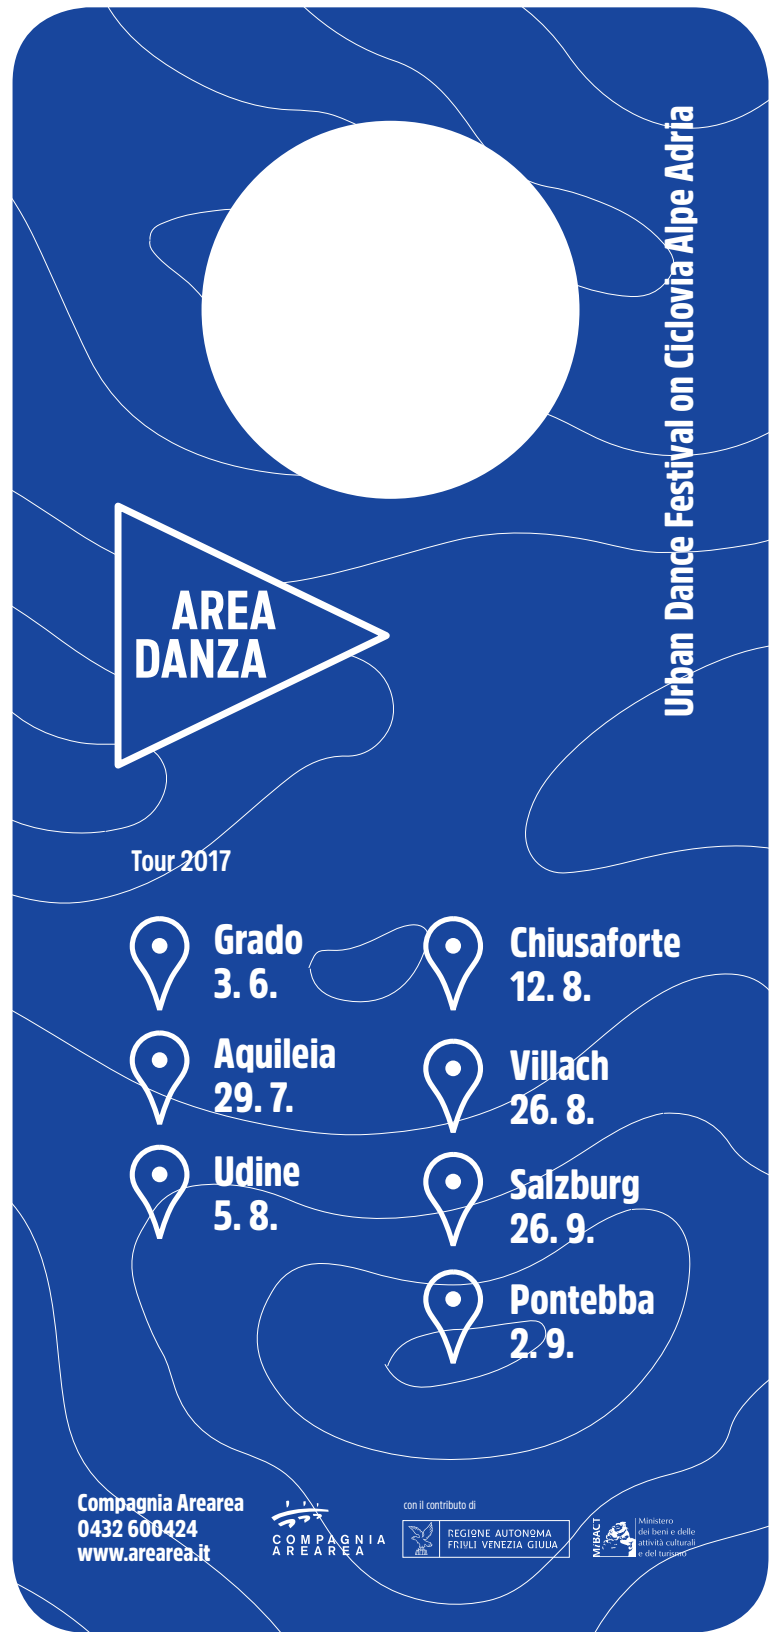 Urban Dance Festival on Ciclovia Alpe Adria
AREA
DANZA
Tour 2017
Grado
3. 6.
Aquileia
29. 7.
Udine
5. 8.
Chiusaforte
12. 8.
Villach
26. 8.
Salzburg
26. 9.
Pontebba
2. 9.
Compagnia Arearea
0432 600424
www.arearea.it
COMPAGNIA
AREAREA
con il contributo di
REGIONE AUTONOMA
FRIULI VENEZIA GIULIA
MiBACT
Ministero
dei beni e delle
attività culturali
e del turismo